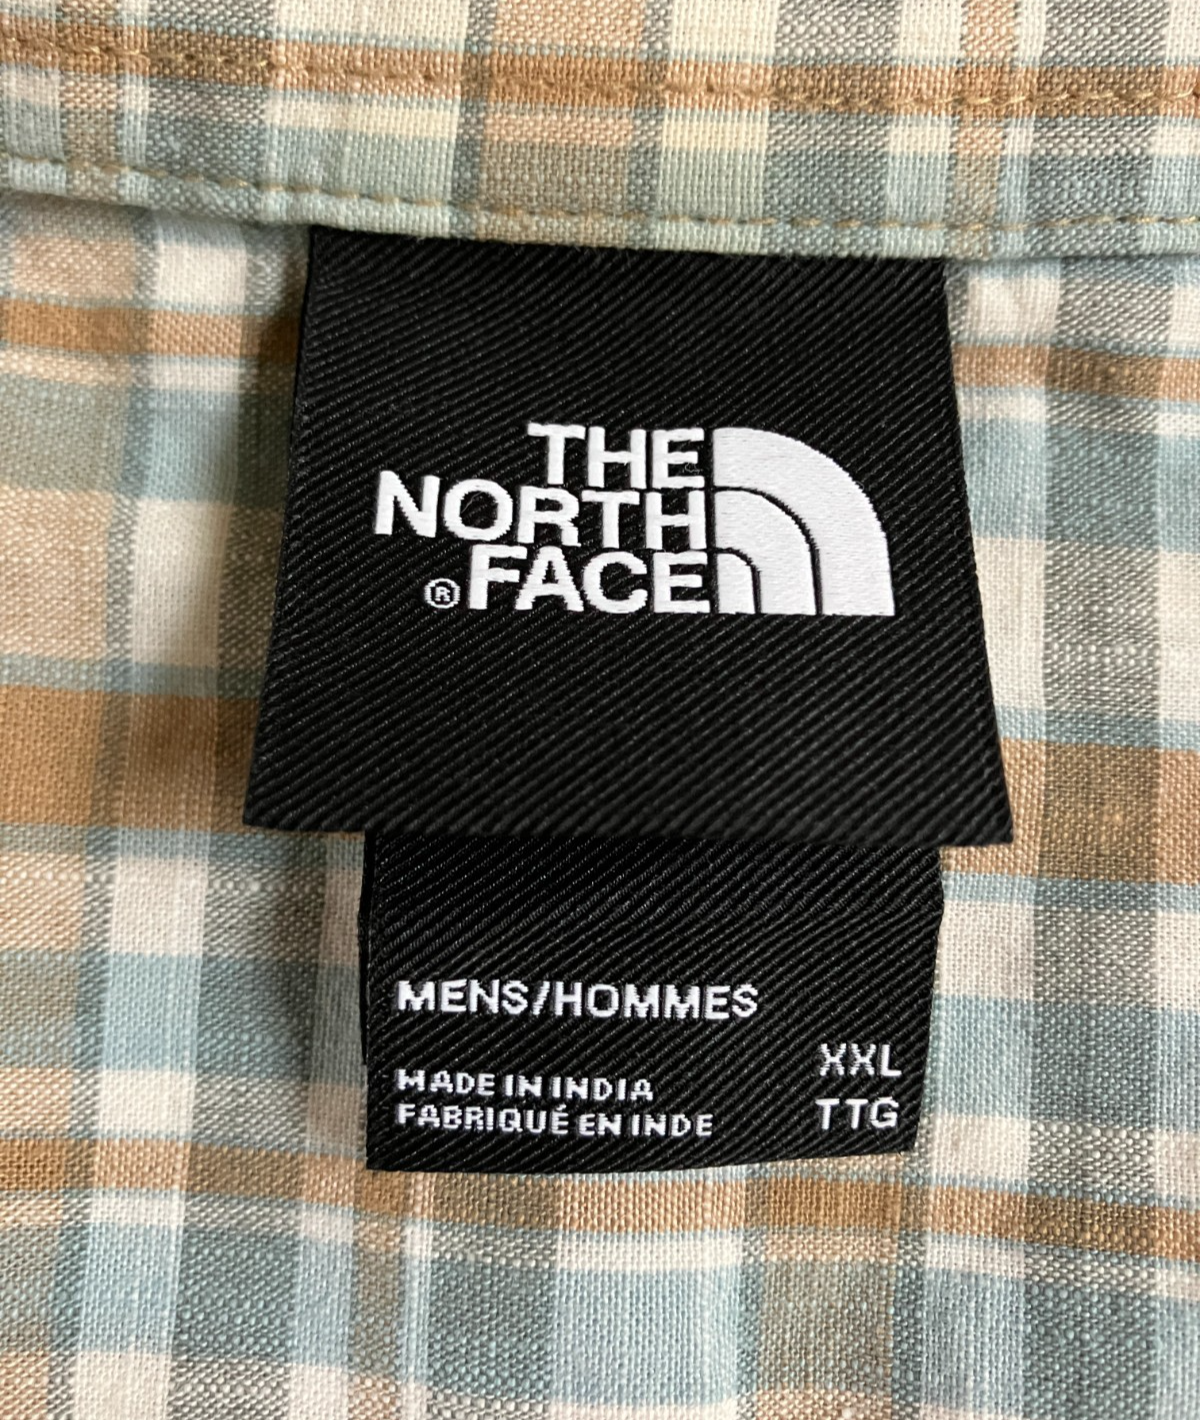 THE
NORTH
® FACE
MENS/HOMMES
XXL
MADE IN INDIA
FABRIQUÉ EN INDE
TTG